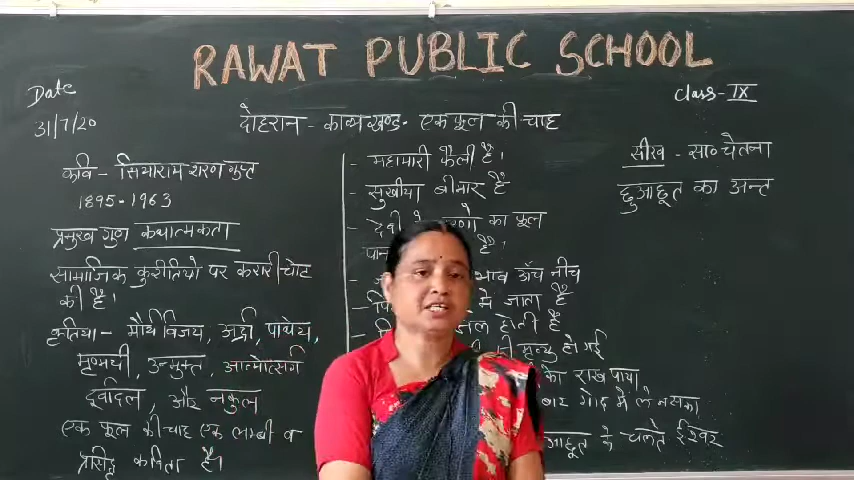 RAWAT PUBLIC SCHOOL
Date
31/7/20
Class - IX
दोहरान - काव्यखण्ड - एक फूल की चाह
कवि - सियाराम शरण गुप्त
1895-1963
प्रमुख गुण कथात्मकता
सामाजिक कुरीतियो पर करारी चोट
की है।
कृतिया - मौर्य विजय, आर्द्रा, पाथेय,
मृण्मयी, उन्मुक्त, आत्मोत्सर्ग
दूर्वादल, और नकुल
एक फूल की चाह एक लम्बी व
प्रसिद्ध कविता है।
- महामारी फैली है।
- सुखीया बीमार है
- देवी के चरणो का फूल
है।
ऊँच नीच
मे जाता है
होती है
मृत्यु हो गई
राख पाया
बार गोद मे ले न सका
के चलते ईश्वर
सीख - सा० चेतना
छुआछूत का अन्त